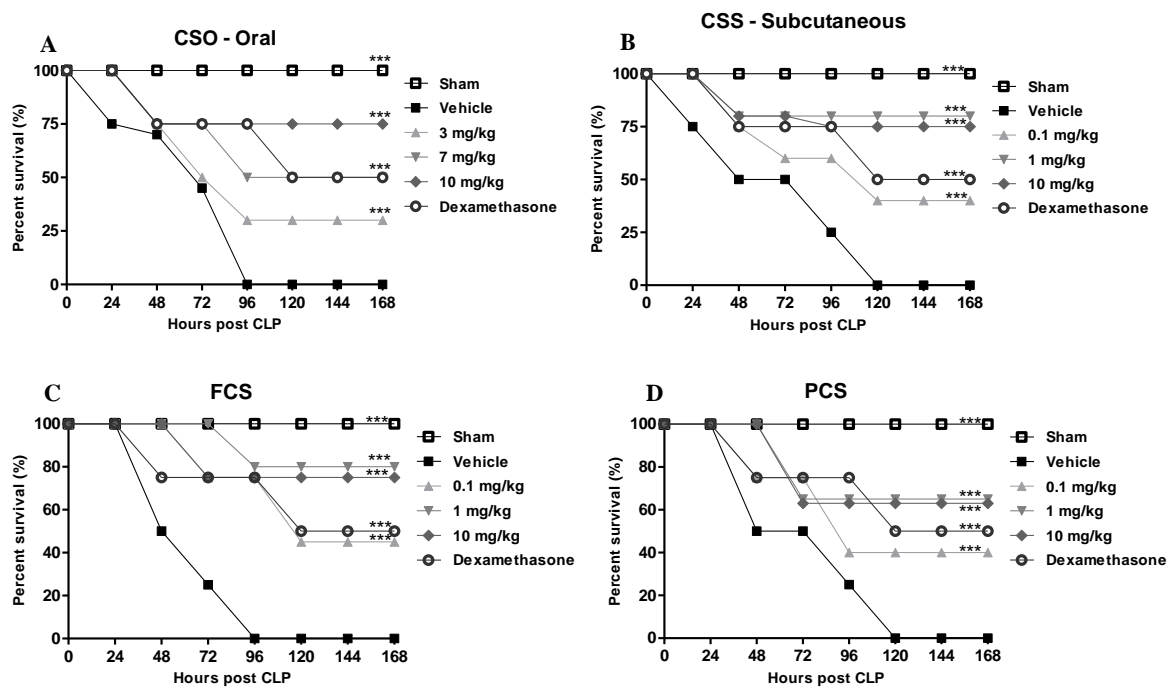 A
CSO - Oral
Percent survival (%)
100
75
50
25
0
0 24 48 72 96 120 144 168
Hours post CLP
***
***
***
***
Sham
Vehicle
3 mg/kg
7 mg/kg
10 mg/kg
Dexamethasone
B
CSS - Subcutaneous
Percent survival (%)
100
75
50
25
0
0 24 48 72 96 120 144 168
Hours post CLP
***
***
***
***
***
Sham
Vehicle
0.1 mg/kg
1 mg/kg
10 mg/kg
Dexamethasone
C
FCS
Percent survival (%)
100
80
60
40
20
0
0 24 48 72 96 120 144 168
Hours post CLP
***
***
***
***
***
Sham
Vehicle
0.1 mg/kg
1 mg/kg
10 mg/kg
Dexamethasone
D
PCS
Percent survival (%)
100
80
60
40
20
0
0 24 48 72 96 120 144 168
Hours post CLP
***
***
***
***
***
Sham
Vehicle
0.1 mg/kg
1 mg/kg
10 mg/kg
Dexamethasone